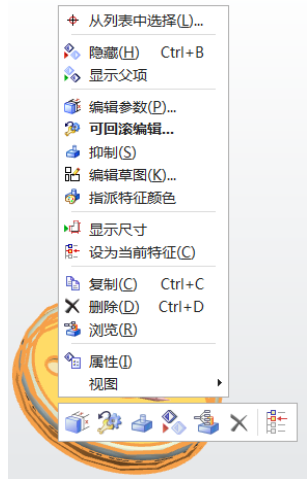 从列表中选择(L)...
隐藏(H) Ctrl+B
显示父项
编辑参数(P)...
可回滚编辑...
抑制(S)
编辑草图(K)...
指派特征颜色
显示尺寸
设为当前特征(C)
复制(C) Ctrl+C
删除(D) Ctrl+D
浏览(R)
属性(I)
视图